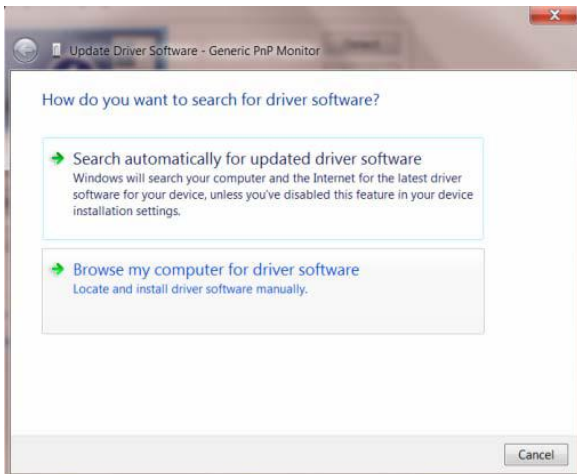 Update Driver Software - Generic PnP Monitor
How do you want to search for driver software?
Search automatically for updated driver software
Windows will search your computer and the Internet for the latest driver
software for your device, unless you've disabled this feature in your device
installation settings.
Browse my computer for driver software
Locate and install driver software manually.
Cancel